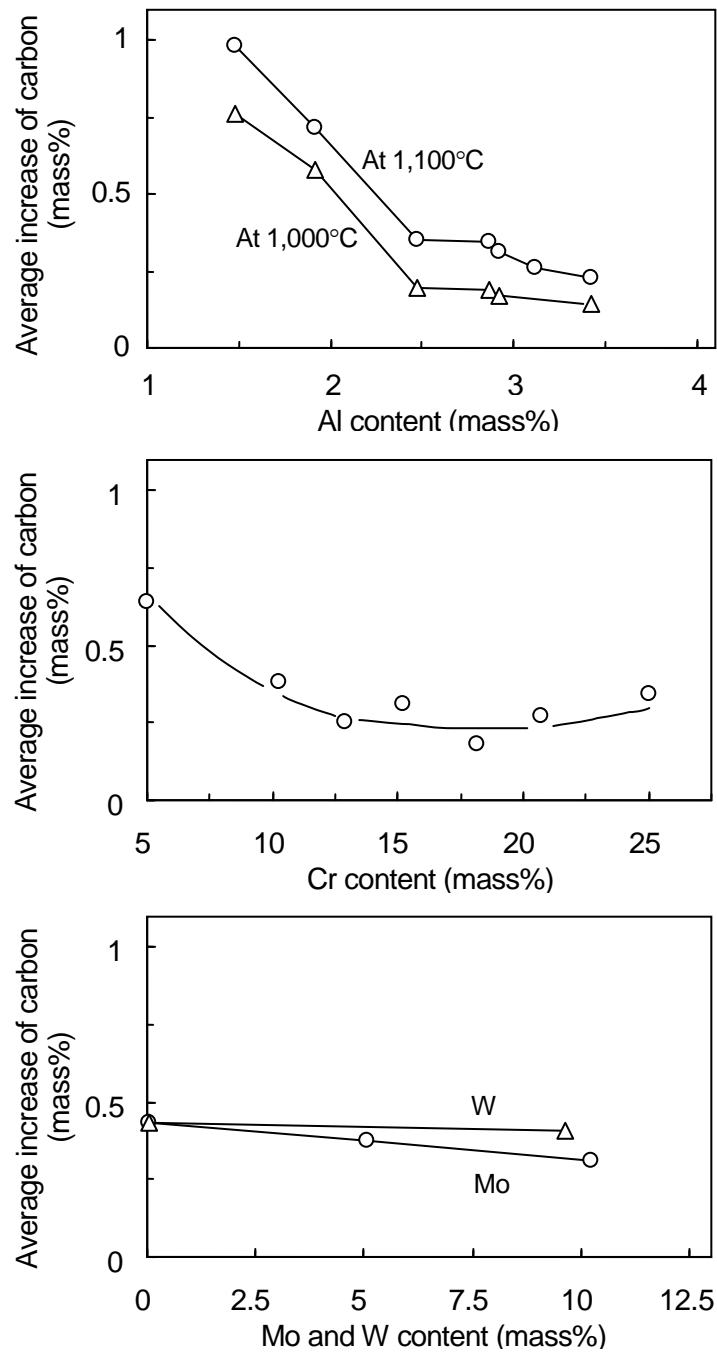 Average increase of carbon
(mass%)
1
0.5
0
At 1,100°C
At 1,000°C
1
2
3
4
Al content (mass%)
Average increase of carbon
(mass%)
1
0.5
0
5
10
15
20
25
Cr content (mass%)
Average increase of carbon
(mass%)
1
0.5
0
W
Mo
0
2.5
5
7.5
10
12.5
Mo and W content (mass%)